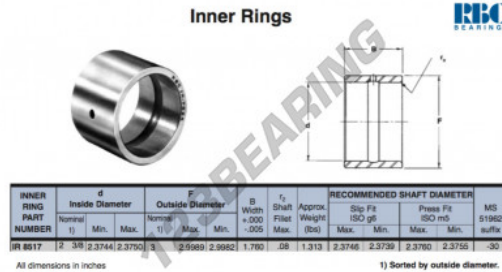 Inner Rings
RBC
BEARINGS
B
r
d
F
123BEARING
INNER RING PART NUMBER
d Inside Diameter
F Outside Diameter
B Width +.000 -.005
Shaft Fillet Max.
Approx. Weight (lbs)
RECOMMENDED SHAFT DIAMETER
MS 51962 suffix
Nominal 1) Min. Max.
Nominal 1) Max. Min.
Slip Fit ISO g6
Press Fit ISO m5
Max. Min. Max. Min.
IR 8517 2 3/8 2.3744 2.3750 3 2.9989 2.9982 1.760 .08 1.313 2.3746 2.3739 2.3760 2.3755 -30
All dimensions in inches
1) Sorted by outside diameter.